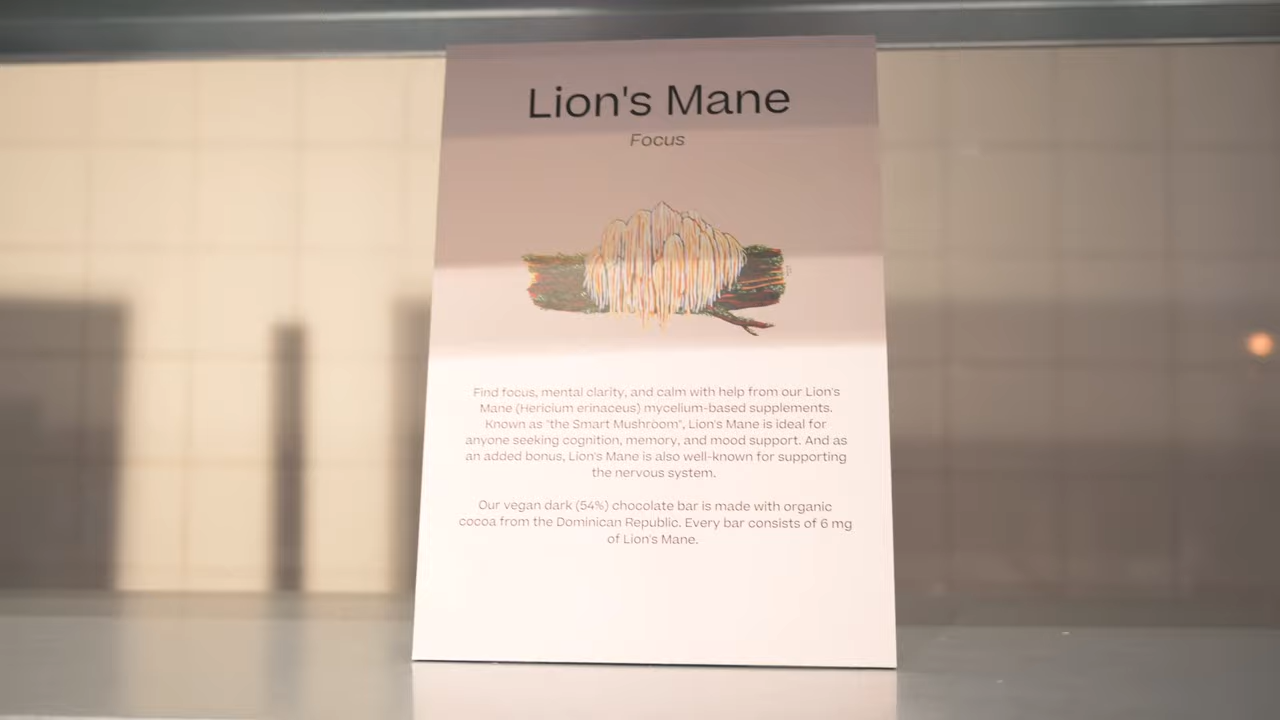 Lion's Mane
Focus
Find focus, mental clarity, and calm with help from our Lion's
Mane (Hericium erinaceus) mycelium-based supplements.
Known as "the Smart Mushroom", Lion's Mane is ideal for
anyone seeking cognition, memory, and mood support. And as
an added bonus, Lion's Mane is also well-known for supporting
the nervous system.
Our vegan dark (54%) chocolate bar is made with organic
cocoa from the Dominican Republic. Every bar consists of 6 mg
of Lion's Mane.